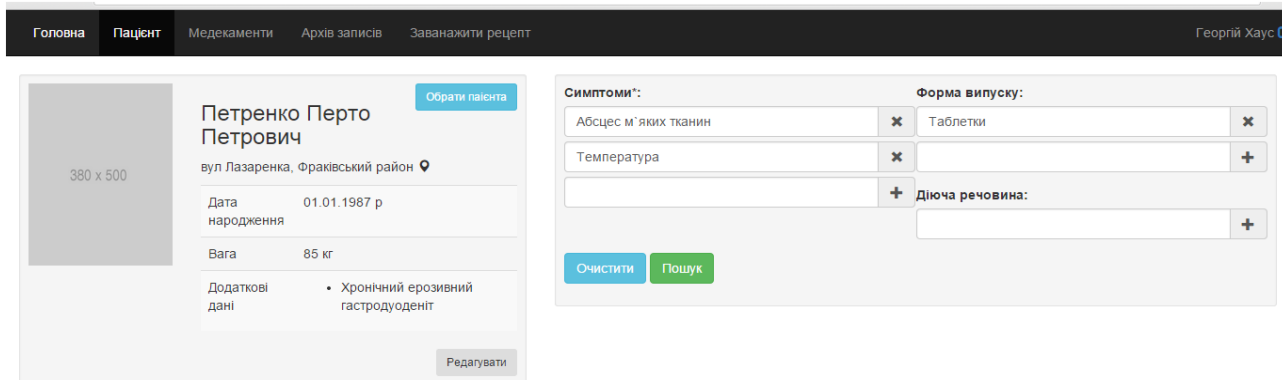 Головна Пацієнт Медекаменти Архів записів Заванажити рецепт Георгій Хаус
Обрати паієнта
Петренко Перто
Петрович
вул Лазаренка, Фраківський район
380 x 500
Дата
народження
01.01.1987 р
Вага 85 кг
Додаткові
дані
• Хронічний ерозивний
гастродуоденіт
Редагувати
Симптоми*:
Абсцес м`яких тканин
Температура
Форма випуску:
Таблетки
Діюча речовина:
Очистити Пошук